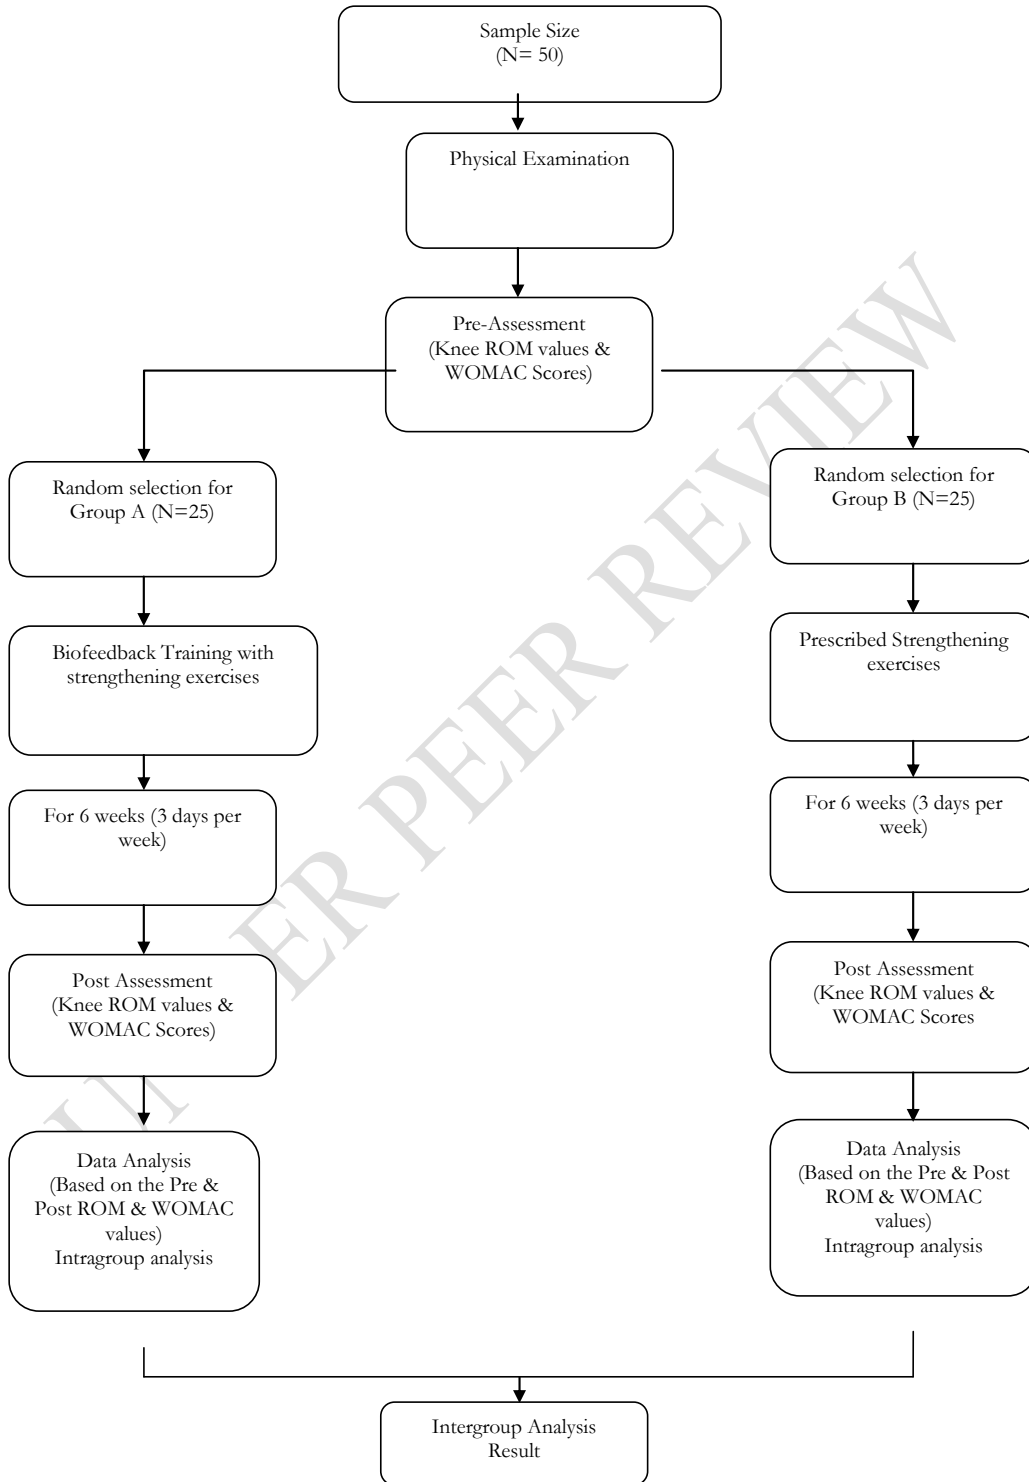 Sample Size
(N= 50)
Physical Examination
Pre-Assessment
(Knee ROM values &
WOMAC Scores)
Random selection for
Group A (N=25)
Random selection for
Group B (N=25)
Biofeedback Training with
strengthening exercises
Prescribed Strengthening
exercises
For 6 weeks (3 days per
week)
For 6 weeks (3 days per
week)
Post Assessment
(Knee ROM values &
WOMAC Scores)
Post Assessment
(Knee ROM values &
WOMAC Scores
Data Analysis
(Based on the Pre &
Post ROM & WOMAC
values)
Intragroup analysis
Data Analysis
(Based on the Pre & Post
ROM & WOMAC
values)
Intragroup analysis
Intergroup Analysis
Result
ER PEER REVIEW